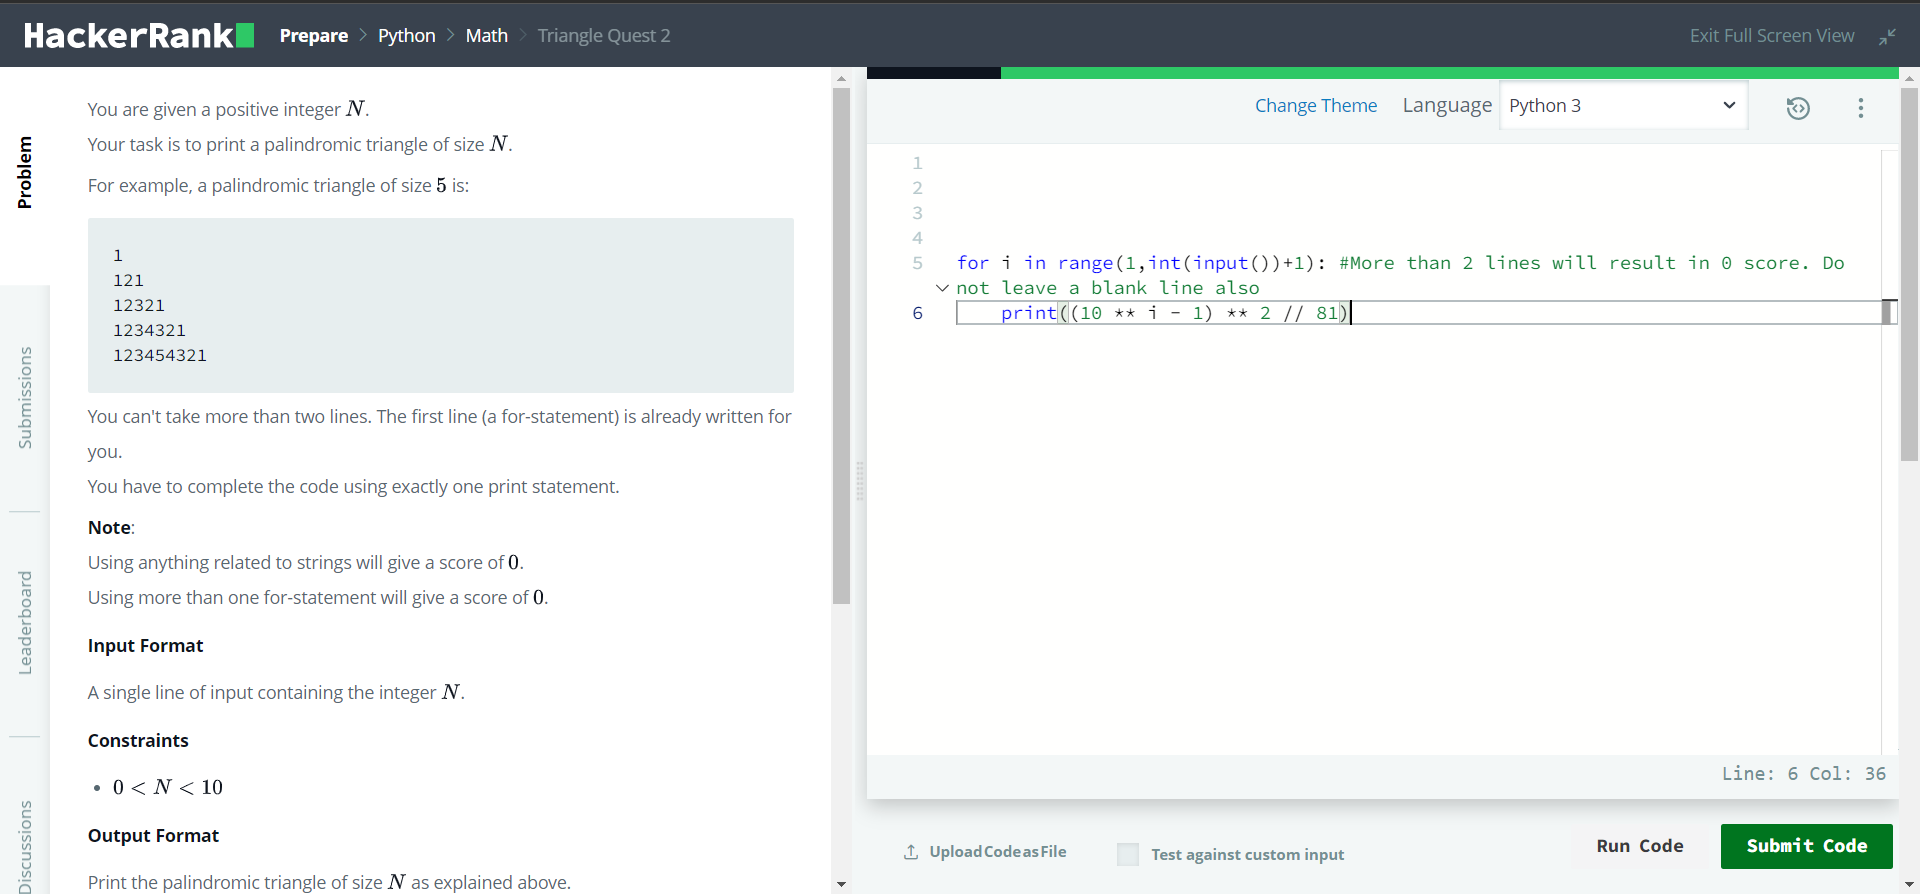 HackerRank Prepare > Python > Math > Triangle Quest 2 Exit Full Screen View
Problem
Submissions
Leaderboard
Discussions
You are given a positive integer N.
Your task is to print a palindromic triangle of size N.
For example, a palindromic triangle of size 5 is:
1
121
12321
1234321
123454321
You can't take more than two lines. The first line (a for-statement) is already written for
you.
You have to complete the code using exactly one print statement.
Note:
Using anything related to strings will give a score of 0.
Using more than one for-statement will give a score of 0.
Input Format
A single line of input containing the integer N.
Constraints
• 0 < N < 10
Output Format
Print the palindromic triangle of size N as explained above.
Change Theme Language Python 3
1
2
3
4
5 for i in range(1,int(input())+1): #More than 2 lines will result in 0 score. Do
not leave a blank line also
6 print((10 ** i - 1) ** 2 // 81)
Line: 6 Col: 36
Upload Code as File Test against custom input Run Code Submit Code